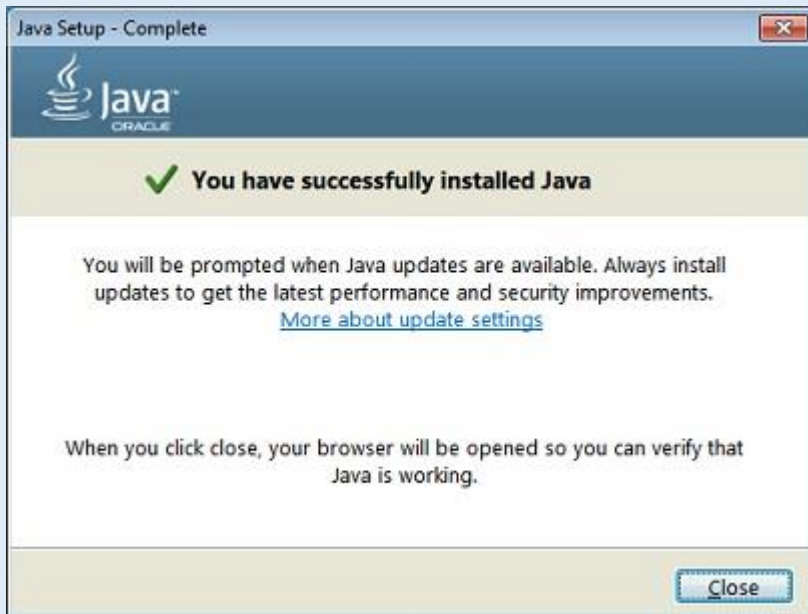 Java Setup - Complete
Java™
ORACLE
You have successfully installed Java
You will be prompted when Java updates are available. Always install
updates to get the latest performance and security improvements.
More about update settings
When you click close, your browser will be opened so you can verify that
Java is working.
Close